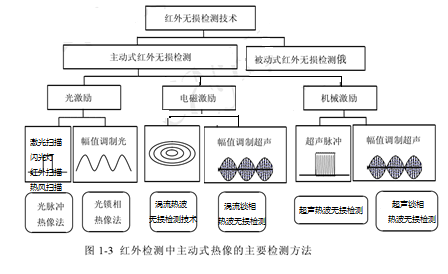 红外无损检测技术
主动式红外无损检测
被动式红外无损检测俄
光激励
电磁激励
机械激励
激光扫描
闪光灯
红外扫描
热风扫描
幅值调制光
幅值调制超声
超声脉冲
幅值调制超声
光脉冲
热像法
光锁相
热像法
涡流热波
无损检测技术
涡流锁相
热波无损检测
超声热波无损检测
超声锁相
热波无损检测
图 1-3 红外检测中主动式热像的主要检测方法